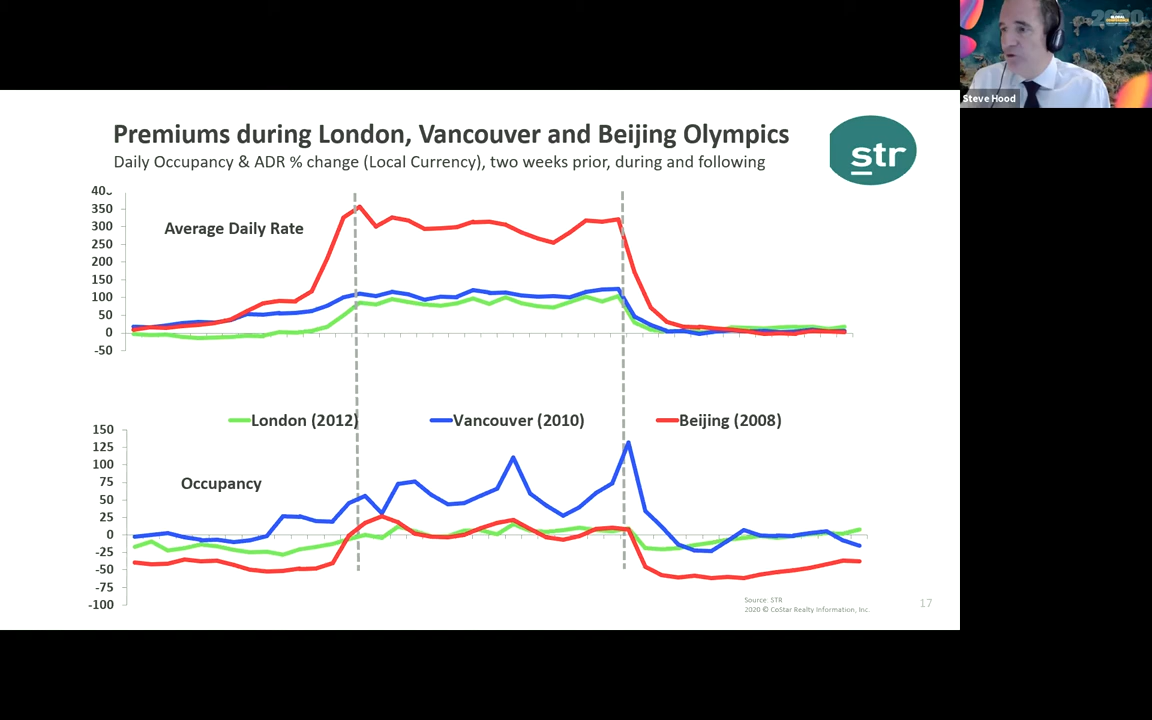 2020
GLOBAL
Steve Hood
Premiums during London, Vancouver and Beijing Olympics
Daily Occupancy & ADR % change (Local Currency), two weeks prior, during and following
str
400
350
300
250
200
150
100
50
0
-50
Average Daily Rate
London (2012)
Vancouver (2010)
Beijing (2008)
150
125
100
75
50
25
0
-25
-50
-75
-100
Occupancy
Source: STR
2020 © CoStar Realty Information, Inc.
17